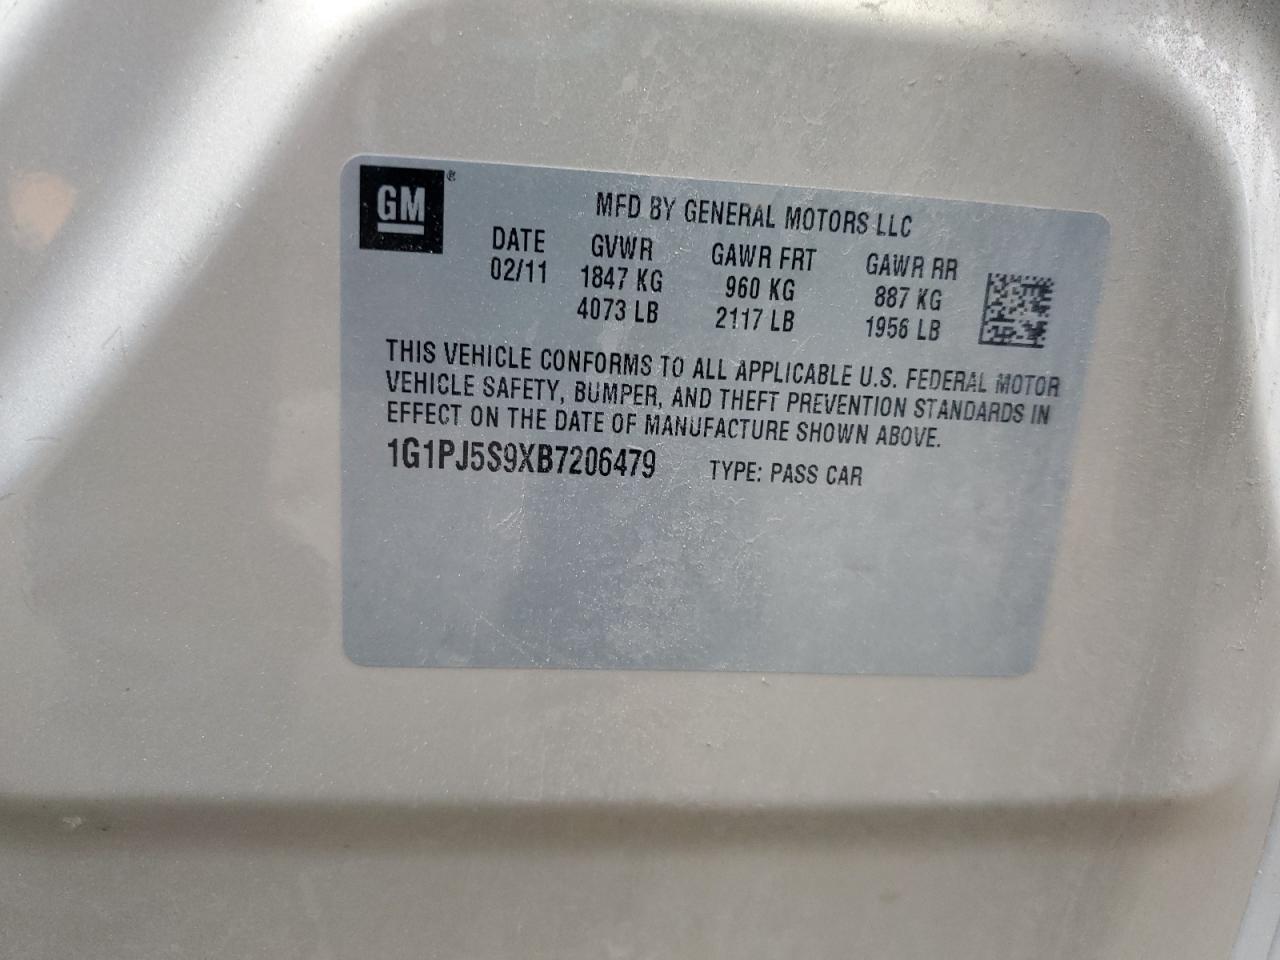 GM ®
MFD BY GENERAL MOTORS LLC
DATE GVWR GAWR FRT GAWR RR
02/11 1847 KG 960 KG 887 KG
4073 LB 2117 LB 1956 LB
THIS VEHICLE CONFORMS TO ALL APPLICABLE U.S. FEDERAL MOTOR
VEHICLE SAFETY, BUMPER, AND THEFT PREVENTION STANDARDS IN
EFFECT ON THE DATE OF MANUFACTURE SHOWN ABOVE.
1G1PJ5S9XB7206479 TYPE: PASS CAR